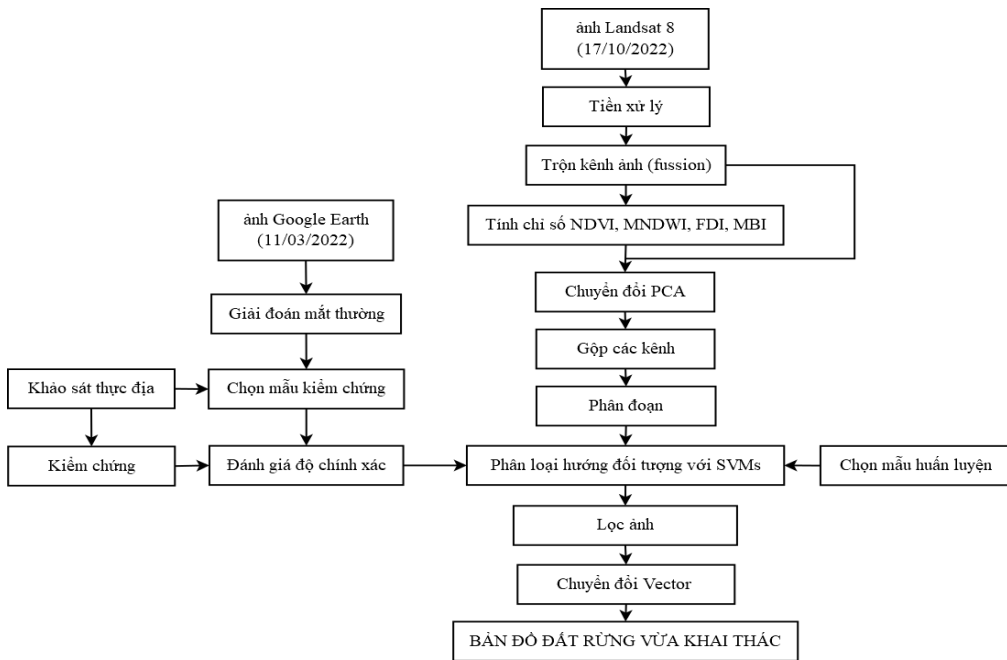 ảnh Landsat 8
(17/10/2022)
Tiền xử lý
Trộn kênh ảnh (fussion)
Tính chỉ số NDVI, MNDWI, FDI, MBI
ảnh Google Earth
(11/03/2022)
Chuyển đổi PCA
Giải đoán mắt thường
Gộp các kênh
Khảo sát thực địa
Chọn mẫu kiểm chứng
Phân đoạn
Kiểm chứng
Đánh giá độ chính xác
Phân loại hướng đối tượng với SVMs
Chọn mẫu huấn luyện
Lọc ảnh
Chuyển đổi Vector
BẢN ĐỒ ĐẤT RỪNG VỪA KHAI THÁC